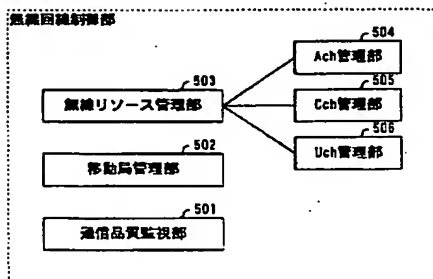 無線回線制御部
504
Ach管理部
503
505
無線リソース管理部
Cch管理部
506
502
Uch管理部
移動局管理部
501
通信品質監視部